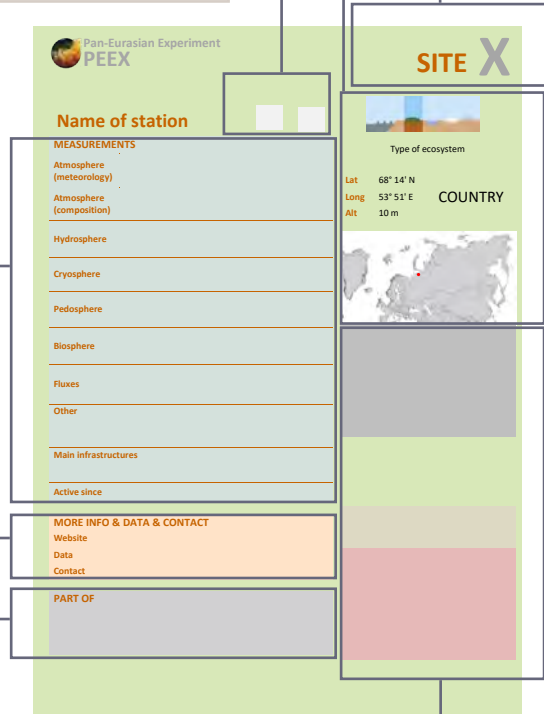 Pan-Eurasian Experiment
PEEX
SITE X
Name of station
Type of ecosystem
Lat 68° 14' N
Long 53° 51' E
Alt 10 m
COUNTRY
MEASUREMENTS
Atmosphere
(meteorology)
Atmosphere
(composition)
Hydrosphere
Cryosphere
Pedosphere
Biosphere
Fluxes
Other
Main infrastructures
Active since
MORE INFO & DATA & CONTACT
Website
Data
Contact
PART OF